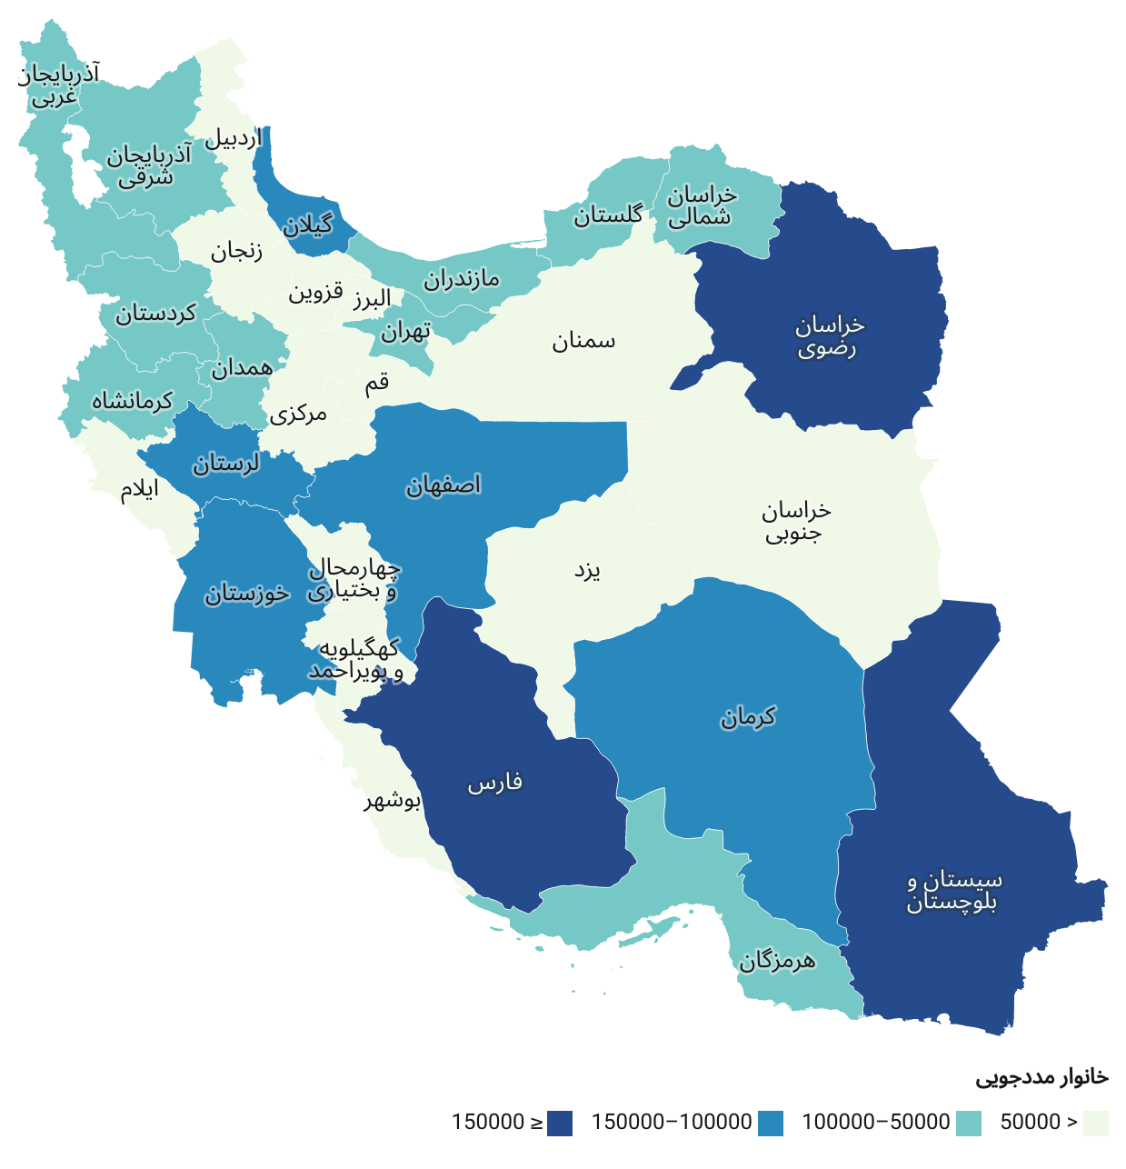 آذربایجان
غربی
آذربایجان
شرقی
اردبیل
گیلان
زنجان
قزوین
البرز
مازندران
گلستان
خراسان
شمالی
خراسان
رضوی
کردستان
تهران
سمنان
همدان
کرمانشاه
قم
مرکزی
لرستان
ایلام
اصفهان
خراسان
جنوبی
یزد
چهارمحال
و بختیاری
خوزستان
کهگیلویه
و بویراحمد
کرمان
فارس
بوشهر
سیستان و
بلوچستان
هرمزگان
خانوار مددجویی
50000 >
100000–50000
150000–100000
150000 ≤